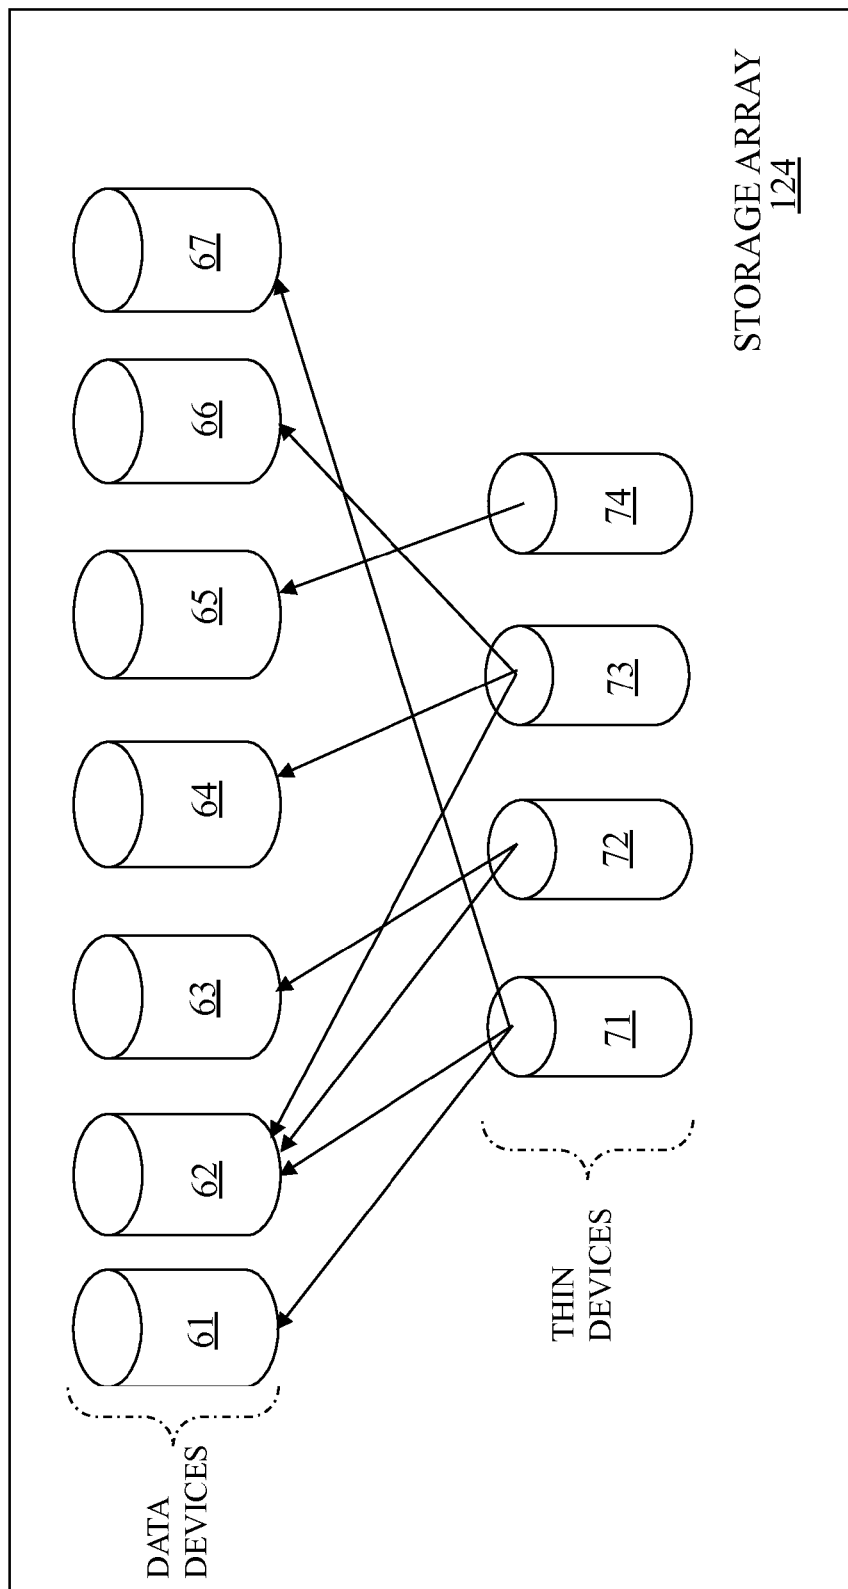 DATA
DEVICES
61
62
63
64
65
66
67
THIN
DEVICES
71
72
73
74
STORAGE ARRAY
124